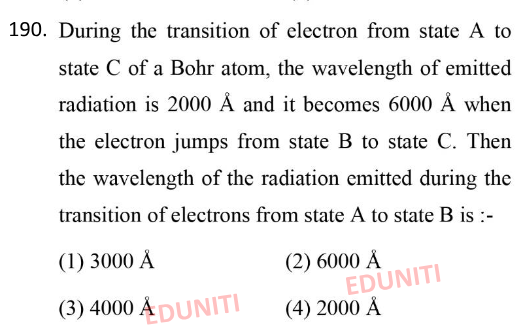 190. During the transition of electron from state A to
state C of a Bohr atom, the wavelength of emitted
radiation is 2000 Å and it becomes 6000 Å when
the electron jumps from state B to state C. Then
the wavelength of the radiation emitted during the
transition of electrons from state A to state B is :-
(1) 3000 Å (2) 6000 Å
EDUNITI
(3) 4000 Å (4) 2000 Å
EDUNITI